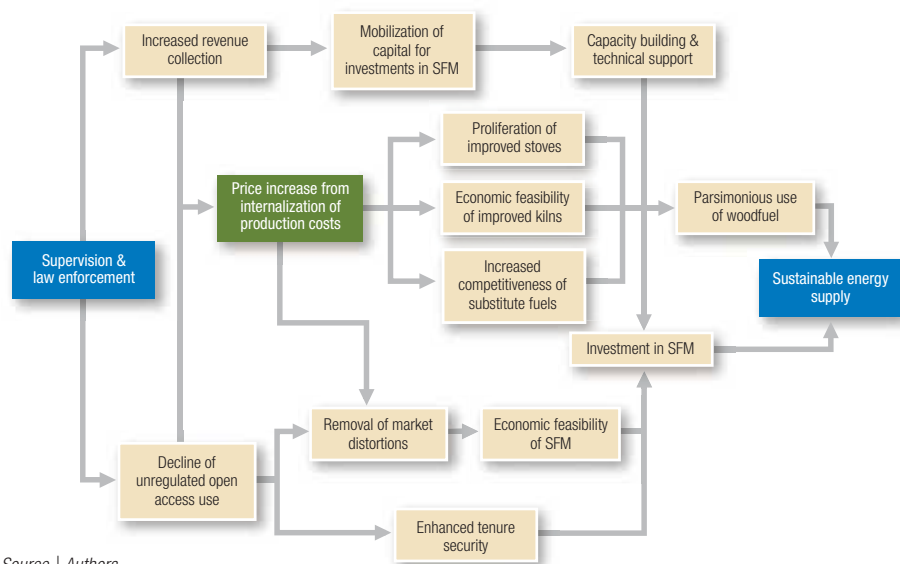 Increased revenue
collection
Mobilization of
capital for
investments in SFM
Capacity building &
technical support
Proliferation of
improved stoves
Price increase from
internalization of
production costs
Economic feasibility
of improved kilns
Parsimonious use
of woodfuel
Supervision &
law enforcement
Increased
competitiveness of
substitute fuels
Sustainable energy
supply
Investment in SFM
Removal of market
distortions
Economic feasibility
of SFM
Decline of
unregulated open
access use
Enhanced tenure
security
Source | Authors